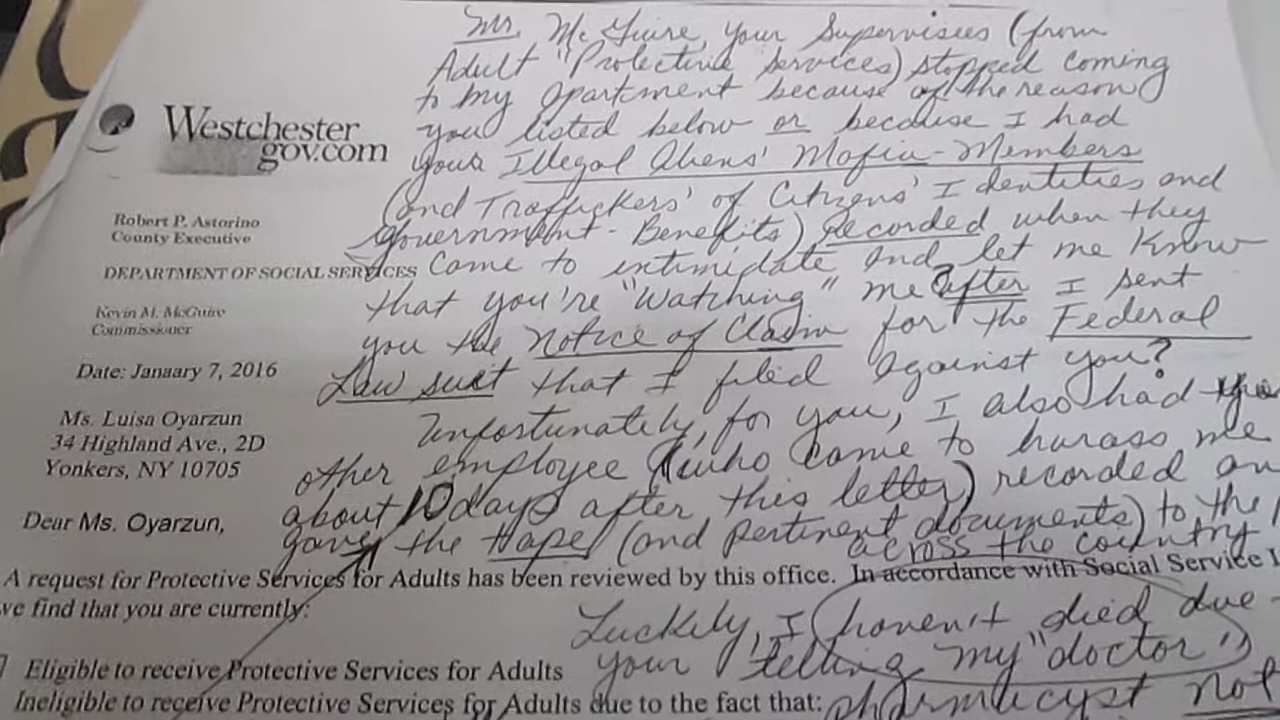 Mr. McGuire, your Supervisees (from
Adult "Protective Services) stopped coming
to my apartment because of the reason
you listed below or because I had
your Illegal Aliens' Mafia-Members
(and Traffickers' of Citizens' Identities and
Government-Benefits) recorded when they
come to intimidate and let me know
that you're "watching" me after I sent
you the Notice of Claim for the Federal
Law suit that I filed against you?
Unfortunately, for you, I also had the
other employee (who came to harass me
about 10 days after this letter) recorded an
gave the tape (and pertinent documents) to the
across the country
Westchester
gov.com
Robert P. Astorino
County Executive
DEPARTMENT OF SOCIAL SERVICES
Kevin M. McGuire
Commissioner
Date: Janaary 7, 2016
Ms. Luisa Oyarzun
34 Highland Ave., 2D
Yonkers, NY 10705
Dear Ms. Oyarzun,
A request for Protective Services for Adults has been reviewed by this office. In accordance with Social Service
we find that you are currently:
Luckily, I haven't died due
your telling my "doctor"
Eligible to receive Protective Services for Adults
Ineligible to receive Protective Services for Adults due to the fact that:
pharmacyst not